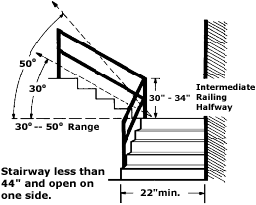 50°
30°
30" - 34"
Intermediate
Railing
Halfway
30° -- 50° Range
Stairway less than
44" and open on
one side.
22"min.